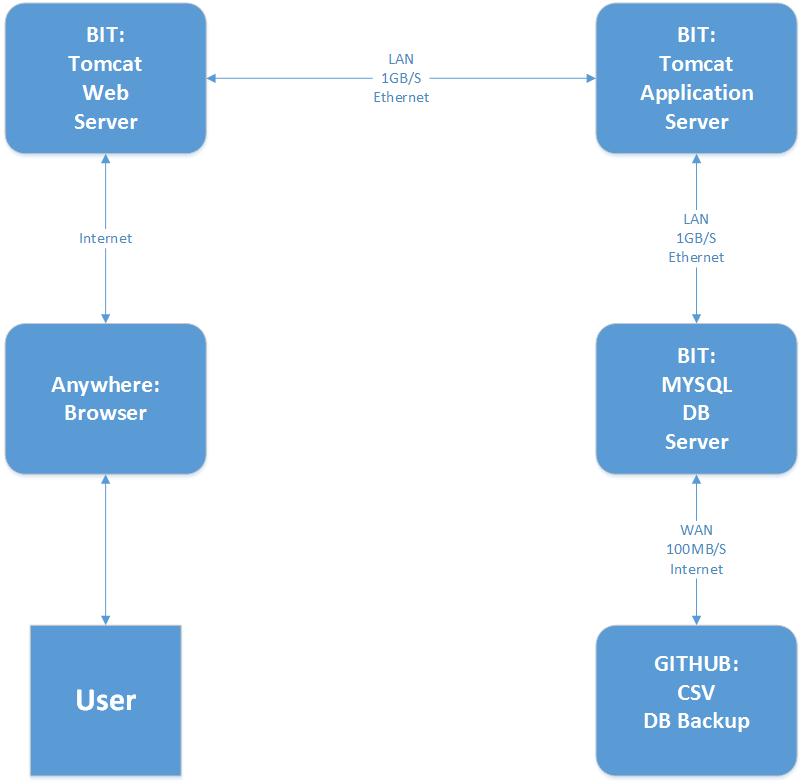 BIT:
Tomcat
Web
Server
LAN
1GB/S
Ethernet
BIT:
Tomcat
Application
Server
Internet
LAN
1GB/S
Ethernet
Anywhere:
Browser
BIT:
MYSQL
DB
Server
WAN
100MB/S
Internet
User
GITHUB:
CSV
DB Backup